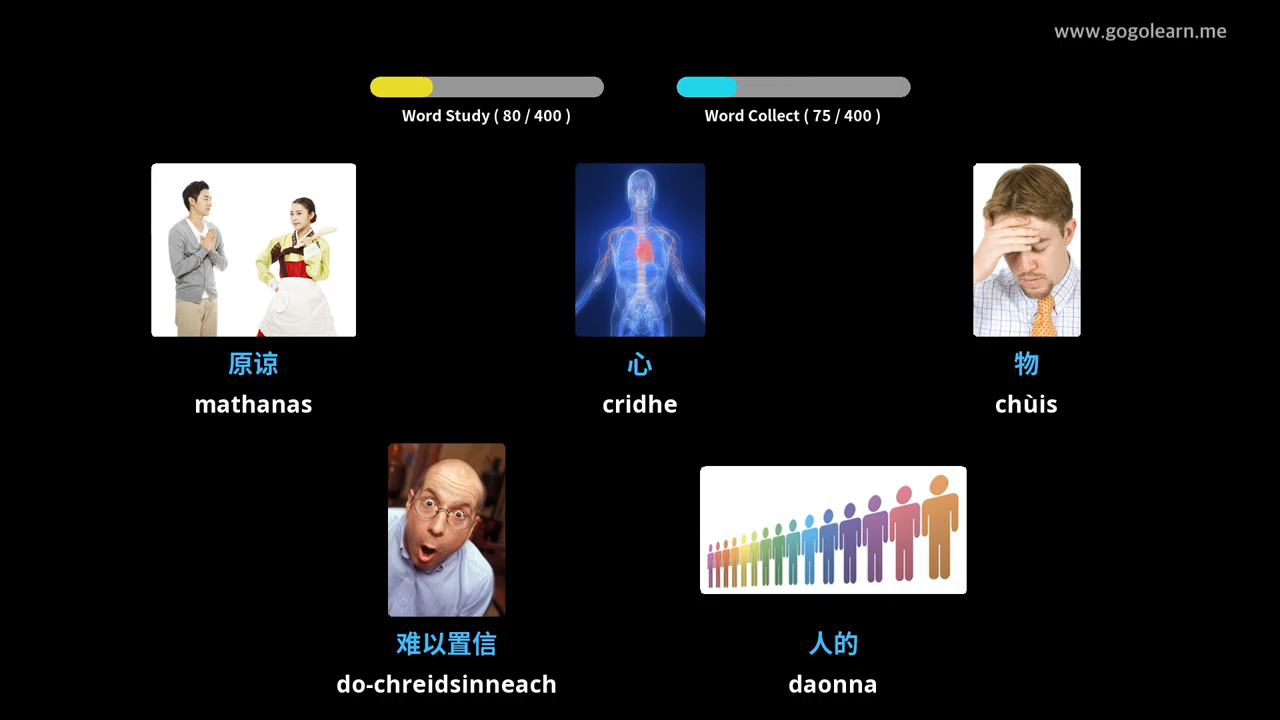 www.gogolearn.me
Word Study ( 80 / 400 )
Word Collect ( 75 / 400 )
原谅
mathanas
心
cridhe
物
chùis
难以置信
do-chreidsinneach
人的
daonna